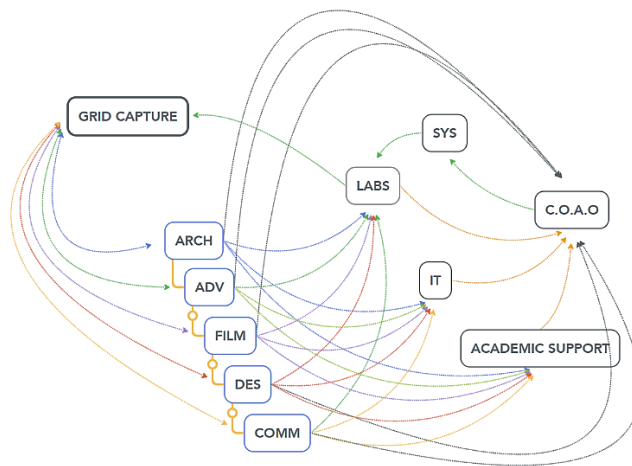 GRID CAPTURE
SYS
LABS
C.O.A.O
ARCH
ADV
IT
FILM
ACADEMIC SUPPORT
DES
COMM